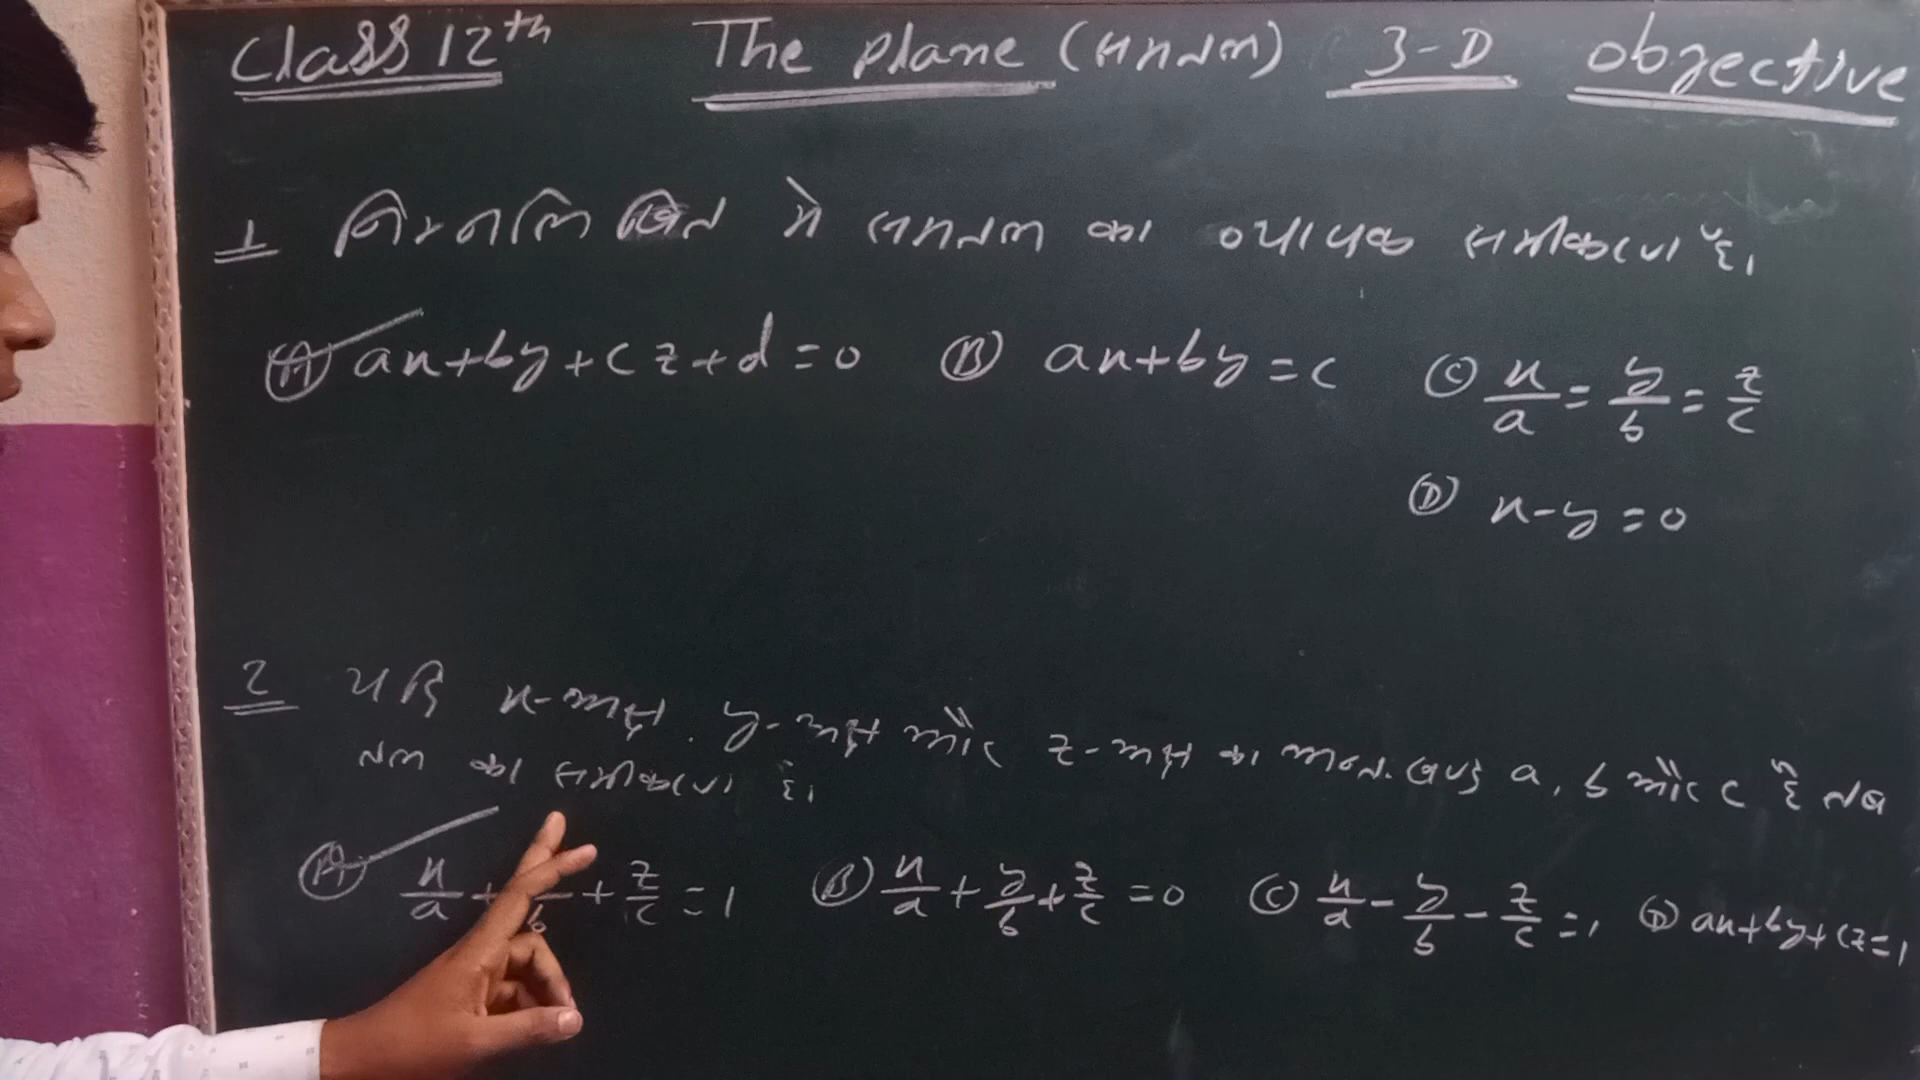 Class 12th The plane (समतल) 3-D objective
1 निम्नलिखित में समतल का व्यापक समीकरण है।
(A) ax+by+cz+d=0 (B) ax+by=c (C) x/a = y/b = z/c
(D) x-y=0
2 यदि x-अक्ष, y-अक्ष और z-अक्ष का अन्तःखण्ड a, b और c है तब
तल का समीकरण है।
(A) x/a + /b + z/c = 1 (B) x/a + y/b + z/c = 0 (C) x/a - y/b - z/c = 1 (D) ax+by+cz=1